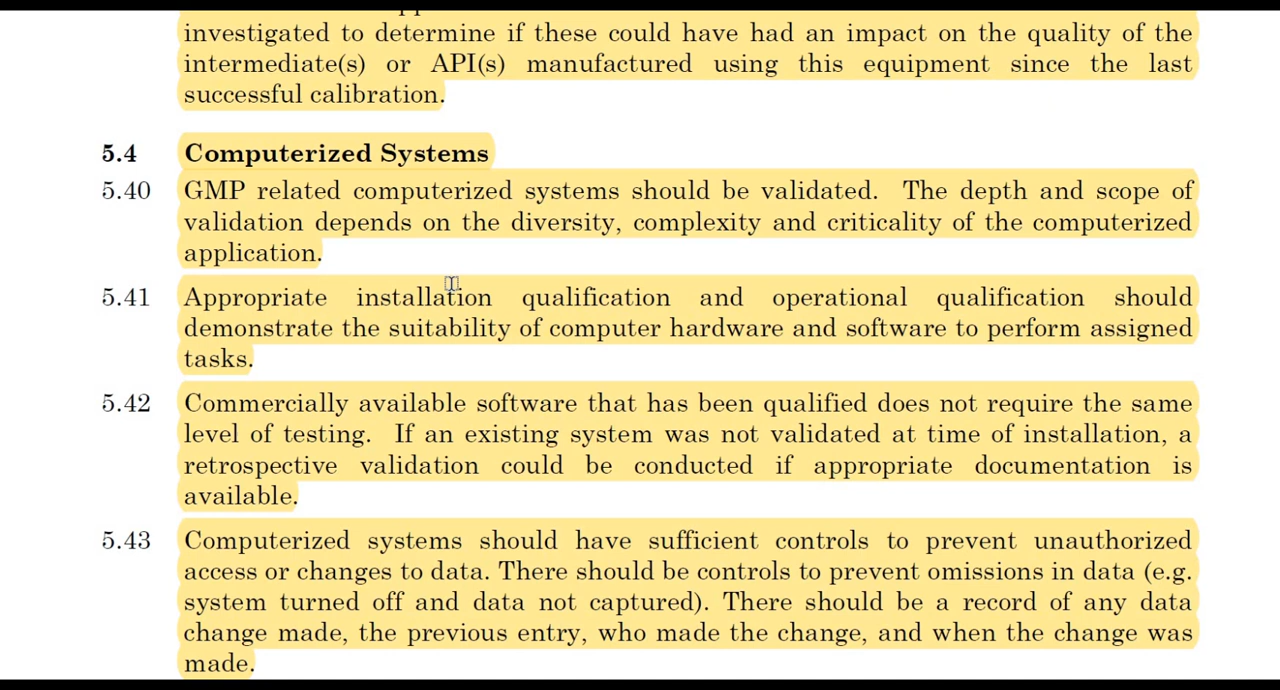 investigated to determine if these could have had an impact on the quality of the
intermediate(s) or API(s) manufactured using this equipment since the last
successful calibration.
5.4 Computerized Systems
5.40 GMP related computerized systems should be validated. The depth and scope of
validation depends on the diversity, complexity and criticality of the computerized
application.
5.41 Appropriate installation qualification and operational qualification should
demonstrate the suitability of computer hardware and software to perform assigned
tasks.
5.42 Commercially available software that has been qualified does not require the same
level of testing. If an existing system was not validated at time of installation, a
retrospective validation could be conducted if appropriate documentation is
available.
5.43 Computerized systems should have sufficient controls to prevent unauthorized
access or changes to data. There should be controls to prevent omissions in data (e.g.
system turned off and data not captured). There should be a record of any data
change made, the previous entry, who made the change, and when the change was
made.